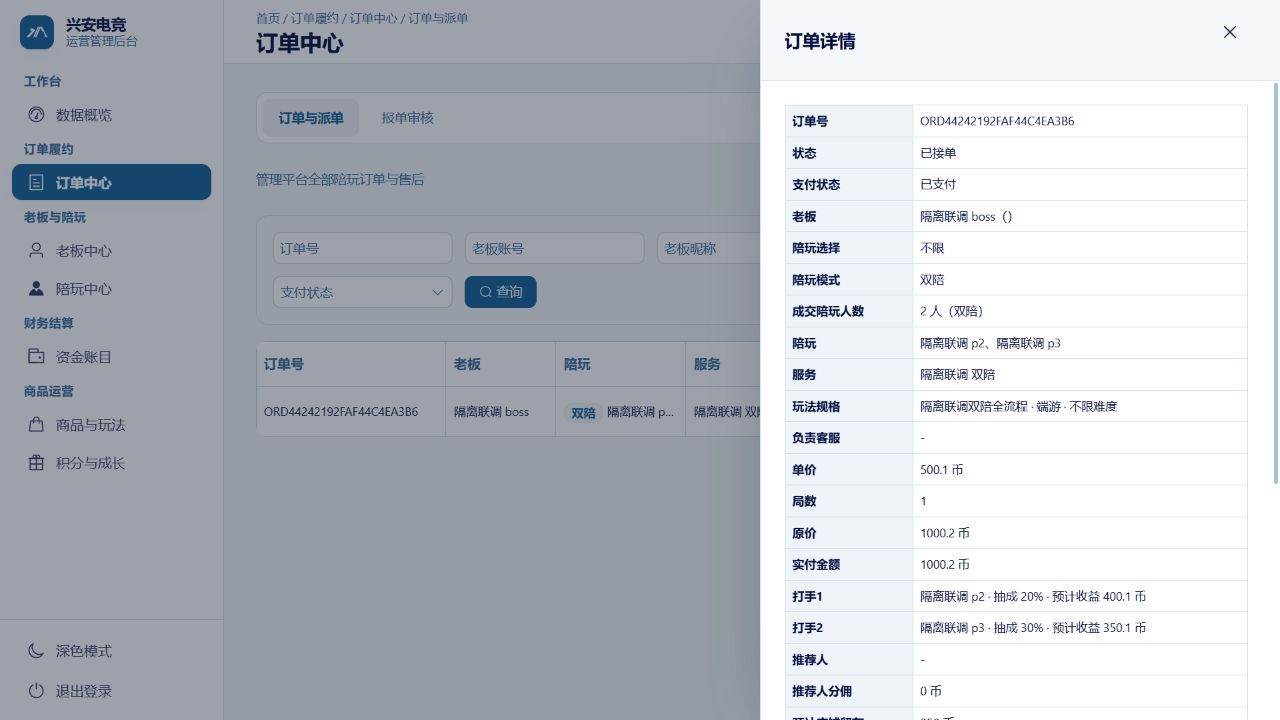 兴安电竞
运营管理后台
工作台
数据概览
订单履约
订单中心
老板与陪玩
老板中心
陪玩中心
财务结算
资金账目
商品运营
商品与玩法
积分与成长
深色模式
退出登录
首页 / 订单履约 / 订单中心 / 订单与派单
订单中心
订单与派单 报单审核
管理平台全部陪玩订单与售后
订单号 老板账号 老板昵称
支付状态 查询
订单号 老板 陪玩 服务
ORD44242192FAF44C4EA3B6 隔离联调 boss 双陪 隔离联调 p... 隔离联调 双
订单详情
订单号 ORD44242192FAF44C4EA3B6
状态 已接单
支付状态 已支付
老板 隔离联调 boss（）
陪玩选择 不限
陪玩模式 双陪
成交陪玩人数 2 人（双陪）
陪玩 隔离联调 p2、隔离联调 p3
服务 隔离联调 双陪
玩法规格 隔离联调双陪全流程 · 端游 · 不限难度
负责客服 -
单价 500.1 币
局数 1
原价 1000.2 币
实付金额 1000.2 币
打手1 隔离联调 p2 · 抽成 20% · 预计收益 400.1 币
打手2 隔离联调 p3 · 抽成 30% · 预计收益 350.1 币
推荐人 -
推荐人分佣 0 币